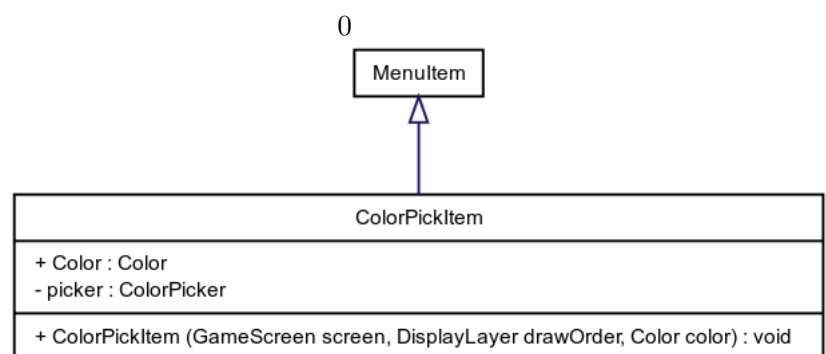 0
MenuItem
ColorPickItem
+ Color : Color
- picker : ColorPicker
+ ColorPickItem (GameScreen screen, DisplayLayer drawOrder, Color color) : void